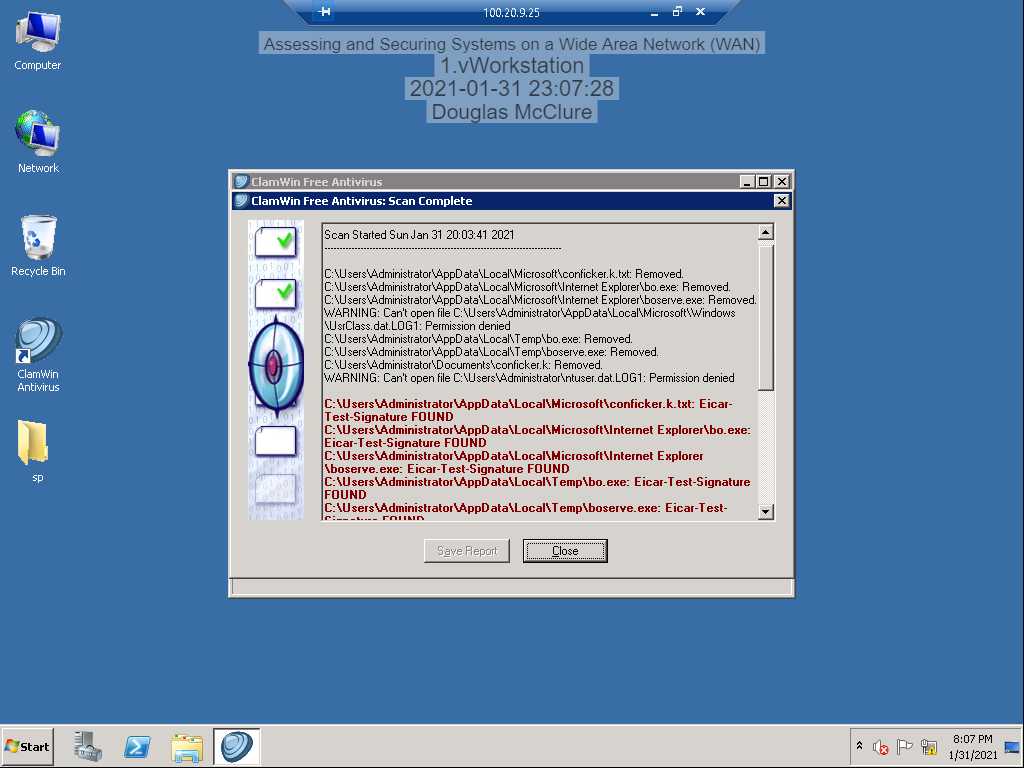 100.20.9.25
Assessing and Securing Systems on a Wide Area Network (WAN)
1.vWorkstation
2021-01-31 23:07:28
Douglas McClure
Computer
Network
Recycle Bin
ClamWin
Antivirus
sp
ClamWin Free Antivirus
ClamWin Free Antivirus: Scan Complete
Scan Started Sun Jan 31 20:03:41 2021
-------------------------------------------------------------------------------
C:\Users\Administrator\AppData\Local\Microsoft\conficker.k.txt: Removed.
C:\Users\Administrator\AppData\Local\Microsoft\Internet Explorer\bo.exe: Removed.
C:\Users\Administrator\AppData\Local\Microsoft\Internet Explorer\boserve.exe: Removed.
WARNING: Can't open file C:\Users\Administrator\AppData\Local\Microsoft\Windows
\UsrClass.dat.LOG1: Permission denied
C:\Users\Administrator\AppData\Local\Temp\bo.exe: Removed.
C:\Users\Administrator\AppData\Local\Temp\boserve.exe: Removed.
C:\Users\Administrator\Documents\conficker.k: Removed.
WARNING: Can't open file C:\Users\Administrator\ntuser.dat.LOG1: Permission denied
C:\Users\Administrator\AppData\Local\Microsoft\conficker.k.txt: Eicar-
Test-Signature FOUND
C:\Users\Administrator\AppData\Local\Microsoft\Internet Explorer\bo.exe:
Eicar-Test-Signature FOUND
C:\Users\Administrator\AppData\Local\Microsoft\Internet Explorer
\boserve.exe: Eicar-Test-Signature FOUND
C:\Users\Administrator\AppData\Local\Temp\bo.exe: Eicar-Test-Signature
FOUND
C:\Users\Administrator\AppData\Local\Temp\boserve.exe: Eicar-Test-
Signature FOUND
Save Report
Close
Start
8:07 PM
1/31/2021